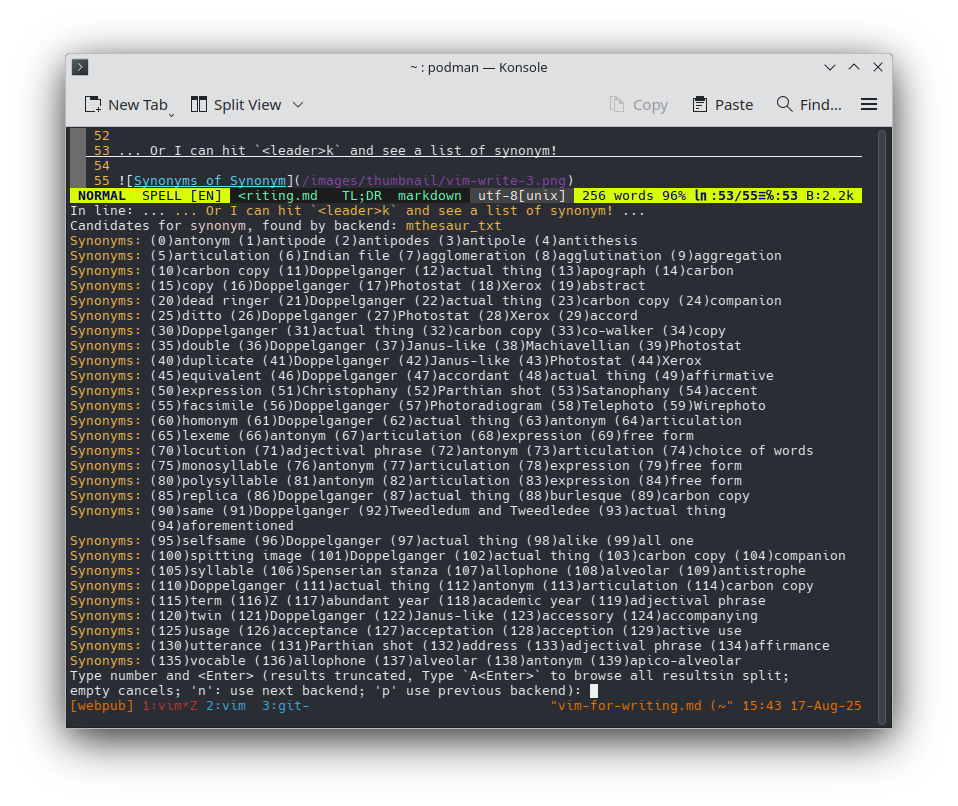 ~ : podman — Konsole
New Tab Split View Copy Paste Find...
52
53 ... Or I can hit `<leader>k` and see a list of synonym!
54
55 ![Synonyms of Synonym](/images/thumbnail/vim-write-3.png)
NORMAL SPELL [EN] <riting.md TL;DR markdown utf-8[unix] 256 words 96% ln :53/55≡%:53 B:2.2k
In line: ... ... Or I can hit `<leader>k` and see a list of synonym! ...
Candidates for synonym, found by backend: mthesaur_txt
Synonyms: (0)antonym (1)antipode (2)antipodes (3)antipole (4)antithesis
Synonyms: (5)articulation (6)Indian file (7)agglomeration (8)agglutination (9)aggregation
Synonyms: (10)carbon copy (11)Doppelganger (12)actual thing (13)apograph (14)carbon
Synonyms: (15)copy (16)Doppelganger (17)Photostat (18)Xerox (19)abstract
Synonyms: (20)dead ringer (21)Doppelganger (22)actual thing (23)carbon copy (24)companion
Synonyms: (25)ditto (26)Doppelganger (27)Photostat (28)Xerox (29)accord
Synonyms: (30)Doppelganger (31)actual thing (32)carbon copy (33)co-walker (34)copy
Synonyms: (35)double (36)Doppelganger (37)Janus-like (38)Machiavellian (39)Photostat
Synonyms: (40)duplicate (41)Doppelganger (42)Janus-like (43)Photostat (44)Xerox
Synonyms: (45)equivalent (46)Doppelganger (47)accordant (48)actual thing (49)affirmative
Synonyms: (50)expression (51)Christophany (52)Parthian shot (53)Satanophany (54)accent
Synonyms: (55)facsimile (56)Doppelganger (57)Photoradiogram (58)Telephoto (59)Wirephoto
Synonyms: (60)homonym (61)Doppelganger (62)actual thing (63)antonym (64)articulation
Synonyms: (65)lexeme (66)antonym (67)articulation (68)expression (69)free form
Synonyms: (70)locution (71)adjectival phrase (72)antonym (73)articulation (74)choice of words
Synonyms: (75)monosyllable (76)antonym (77)articulation (78)expression (79)free form
Synonyms: (80)polysyllable (81)antonym (82)articulation (83)expression (84)free form
Synonyms: (85)replica (86)Doppelganger (87)actual thing (88)burlesque (89)carbon copy
Synonyms: (90)same (91)Doppelganger (92)Tweedledum and Tweedledee (93)actual thing
(94)aforementioned
Synonyms: (95)selfsame (96)Doppelganger (97)actual thing (98)alike (99)all one
Synonyms: (100)spitting image (101)Doppelganger (102)actual thing (103)carbon copy (104)companion
Synonyms: (105)syllable (106)Spenserian stanza (107)allophone (108)alveolar (109)antistrophe
Synonyms: (110)Doppelganger (111)actual thing (112)antonym (113)articulation (114)carbon copy
Synonyms: (115)term (116)Z (117)abundant year (118)academic year (119)adjectival phrase
Synonyms: (120)twin (121)Doppelganger (122)Janus-like (123)accessory (124)accompanying
Synonyms: (125)usage (126)acceptance (127)acceptation (128)acception (129)active use
Synonyms: (130)utterance (131)Parthian shot (132)address (133)adjectival phrase (134)affirmance
Synonyms: (135)vocable (136)allophone (137)alveolar (138)antonym (139)apico-alveolar
Type number and <Enter> (results truncated, Type `A<Enter>` to browse all resultsin split;
empty cancels; 'n': use next backend; 'p' use previous backend):
[webpub] 1:vim*Z 2:vim 3:git- "vim-for-writing.md (~" 15:43 17-Aug-25